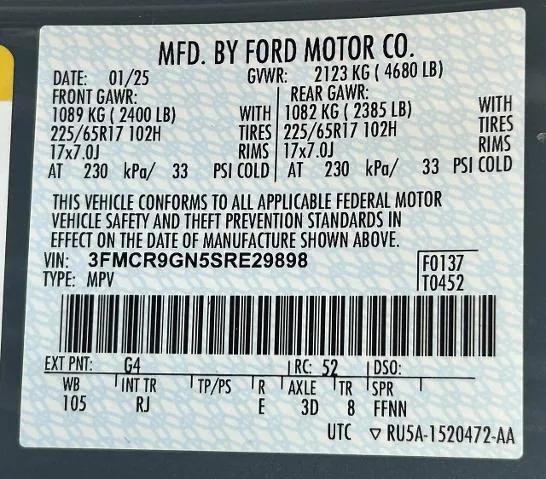 MFD. BY FORD MOTOR CO.
DATE: 01/25 GVWR: 2123 KG ( 4680 LB)
FRONT GAWR: REAR GAWR:
1089 KG ( 2400 LB) WITH 1082 KG ( 2385 LB) WITH
225/65R17 102H TIRES 225/65R17 102H TIRES
17x7.0J RIMS 17x7.0J RIMS
AT 230 kPa/ 33 PSI COLD AT 230 kPa/ 33 PSI COLD
THIS VEHICLE CONFORMS TO ALL APPLICABLE FEDERAL MOTOR
VEHICLE SAFETY AND THEFT PREVENTION STANDARDS IN
EFFECT ON THE DATE OF MANUFACTURE SHOWN ABOVE.
VIN: 3FMCR9GN5SRE29898 F0137
TYPE: MPV T0452
EXT PNT: G4 RC: 52 DSO:
WB INT TR TP/PS R AXLE TR SPR
105 RJ E 3D 8 FFNN
UTC ▽ RU5A-1520472-AA